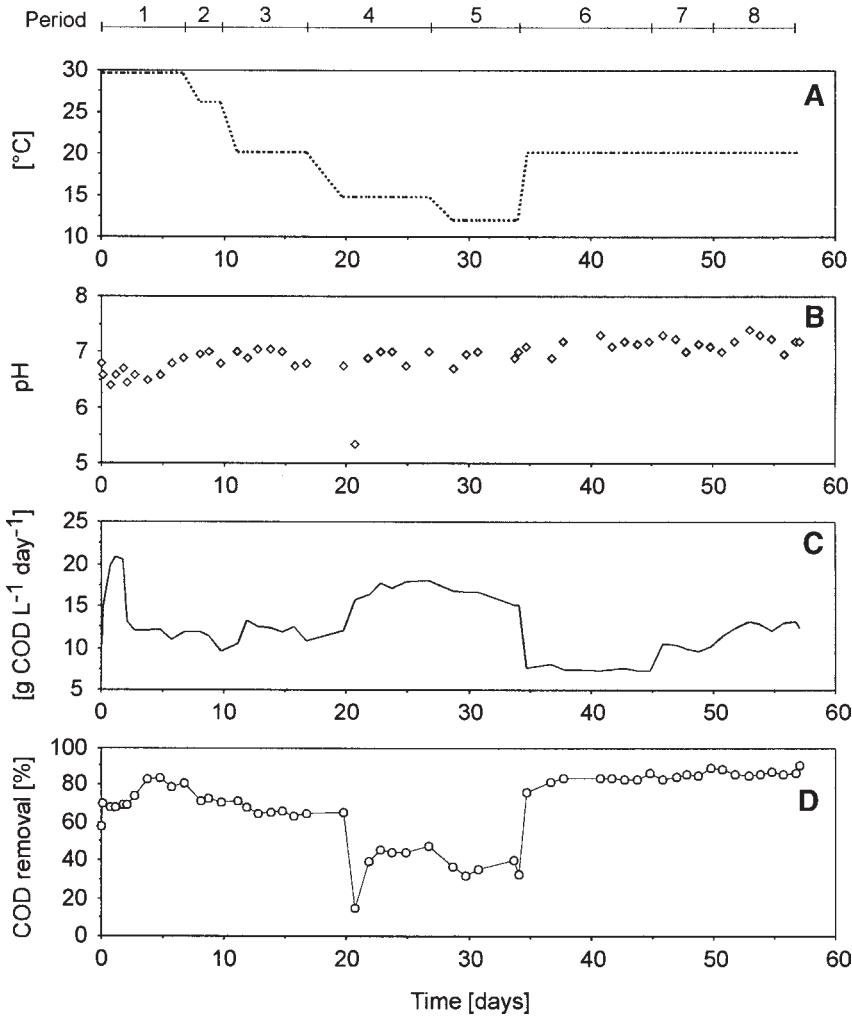 Period 1 2 3 4 5 6 7 8
A
[°C]
30
25
20
15
10
0 10 20 30 40 50 60
B
pH
8
7
6
5
0 10 20 30 40 50 60
C
[g COD L⁻¹ day⁻¹]
25
20
15
10
5
0 10 20 30 40 50 60
D
COD removal [%]
100
80
60
40
20
0
0 10 20 30 40 50 60
Time [days]